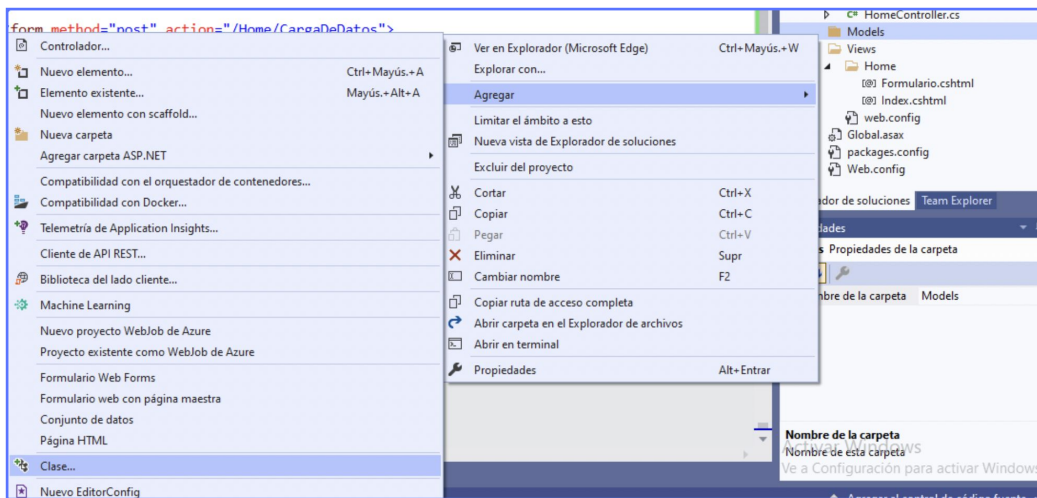 form method="post" action="/Home/CargaDeDatos">
Controlador...
Nuevo elemento... Ctrl+Mayús.+A
Elemento existente... Mayús.+Alt+A
Nuevo elemento con scaffold...
Nueva carpeta
Agregar carpeta ASP.NET
Compatibilidad con el orquestador de contenedores...
Compatibilidad con Docker...
Telemetría de Application Insights...
Cliente de API REST...
Biblioteca del lado cliente...
Machine Learning
Nuevo proyecto WebJob de Azure
Proyecto existente como WebJob de Azure
Formulario Web Forms
Formulario web con página maestra
Conjunto de datos
Página HTML
Clase...
Nuevo EditorConfig
Ver en Explorador (Microsoft Edge) Ctrl+Mayús.+W
Explorar con...
Agregar
Limitar el ámbito a esto
Nueva vista de Explorador de soluciones
Excluir del proyecto
Cortar Ctrl+X
Copiar Ctrl+C
Pegar Ctrl+V
Eliminar Supr
Cambiar nombre F2
Copiar ruta de acceso completa
Abrir carpeta en el Explorador de archivos
Abrir en terminal
Propiedades Alt+Entrar
C# HomeController.cs
Models
Views
Home
[@] Formulario.cshtml
[@] Index.cshtml
web.config
Global.asax
packages.config
Web.config
dor de soluciones Team Explorer
dades
s Propiedades de la carpeta
bre de la carpeta Models
Nombre de la carpeta
Nombre de esta carpeta
Activar Windows
Ve a Configuración para activar Windows
Agregar al control de código fuente